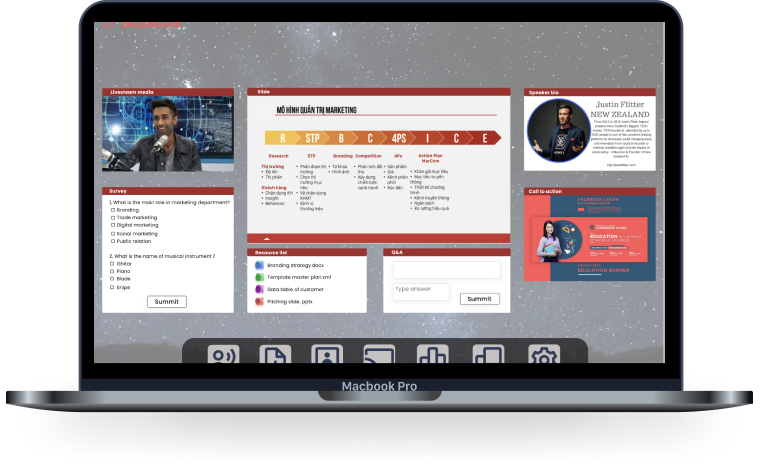 Livesteam media
Survey
1, What is the main role in marketing department?
Branding
Trade marketing
Digital marketing
Social marketing
Public relation
2, What is the name of musical instrument ?
Ghitar
Piano
Blade
Snipe
Summit
Slide
MÔ HÌNH QUẢN TRỊ MARKETING
R STP B C 4PS I C E
Research STP Branding Competition 4Ps Action Plan
MarCom
Thị trường
• Độ lớn
• Thị phần
Khách hàng
• Chân dung KH
• Insight
• Behaviour
• Phân đoạn thị
trường
• Chọn thị
trường mục
tiêu
• Vẽ chân dung
KHMT
• Định vị
thương hiệu
• Từ khóa
• Hình ảnh
• Phân tích đối
thủ
• Xây dựng
chiến lược
cạnh tranh
• Sản phẩm
• Giá
• Kênh phân
phối
• Xúc tiến
• Khán giả mục tiêu
• Mục tiêu truyền
thông
• Thiết kế chương
trình
• Kênh truyền thông
• Ngân sách
• Đo lường hiệu quả
Resource list
Branding strategy.docx
Template master plan.xml
Data table of customer
Pitching slide. pptx
Q&A
Type answer
Summit
Speaker bio
Justin Flitter
NEW ZEALAND
Call to action
FACEBOOK COVER
EDUCATION
EDUCATION BANNER
Macbook Pro